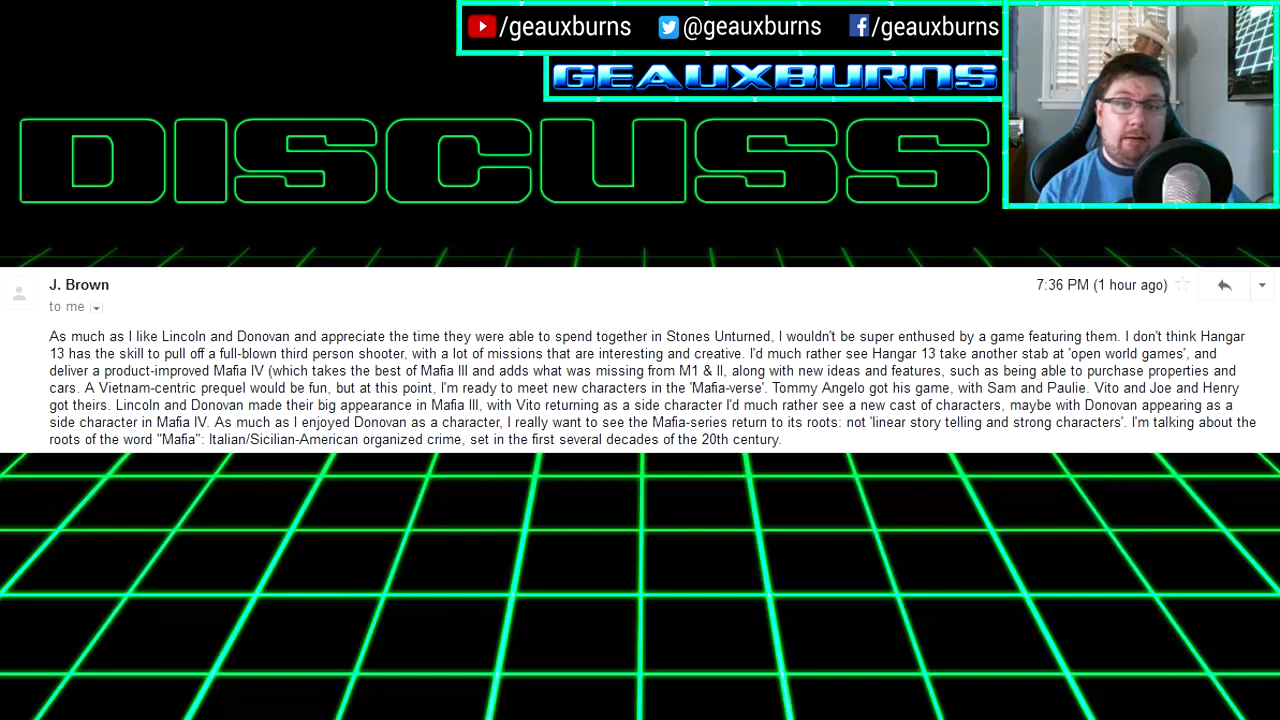 /geauxburns @geauxburns /geauxburns
GEAUXBURNS
DISCUSS
J. Brown 7:36 PM (1 hour ago)
to me
As much as I like Lincoln and Donovan and appreciate the time they were able to spend together in Stones Unturned, I wouldn't be super enthused by a game featuring them. I don't think Hangar
13 has the skill to pull off a full-blown third person shooter, with a lot of missions that are interesting and creative. I'd much rather see Hangar 13 take another stab at 'open world games', and
deliver a product-improved Mafia IV (which takes the best of Mafia III and adds what was missing from M1 & II, along with new ideas and features, such as being able to purchase properties and
cars. A Vietnam-centric prequel would be fun, but at this point, I'm ready to meet new characters in the 'Mafia-verse'. Tommy Angelo got his game, with Sam and Paulie. Vito and Joe and Henry
got theirs. Lincoln and Donovan made their big appearance in Mafia III, with Vito returning as a side character I'd much rather see a new cast of characters, maybe with Donovan appearing as a
side character in Mafia IV. As much as I enjoyed Donovan as a character, I really want to see the Mafia-series return to its roots: not 'linear story telling and strong characters'. I'm talking about the
roots of the word "Mafia": Italian/Sicilian-American organized crime, set in the first several decades of the 20th century.